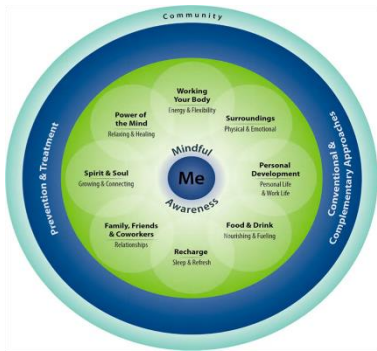 Community
Prevention & Treatment
Conventional &
Complementary Approaches
Working
Your Body
Energy & Flexibility
Surroundings
Physical & Emotional
Personal
Development
Personal Life
& Work Life
Food & Drink
Nourishing & Fueling
Recharge
Sleep & Refresh
Family, Friends
& Coworkers
Relationships
Spirit & Soul
Growing & Connecting
Power of
the Mind
Relaxing & Healing
Mindful
Me
Awareness